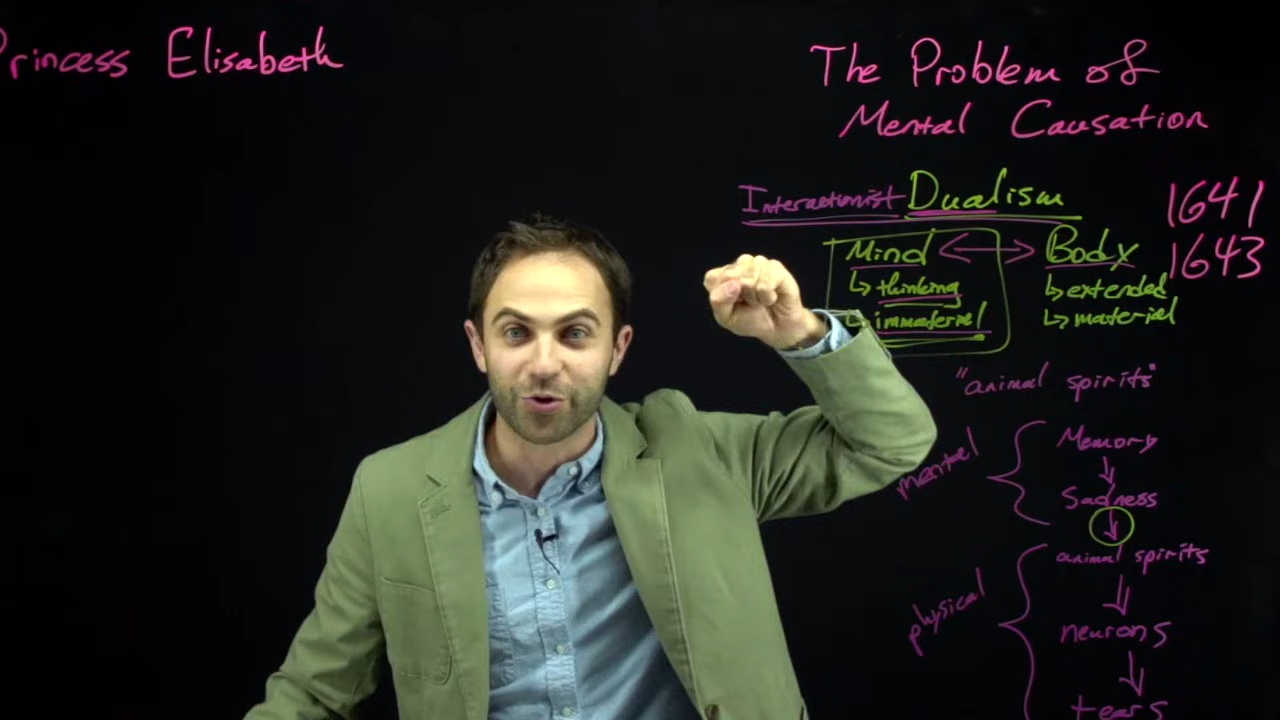 Princess Elisabeth
The Problem of
Mental Causation
Interactionist Dualism
1641
Mind Body
1643
↳ thinking ↳ extended
immaterial ↳ material
"animal spirits"
Memory
mental
Sadness
animal spirits
physical
neurons
tears